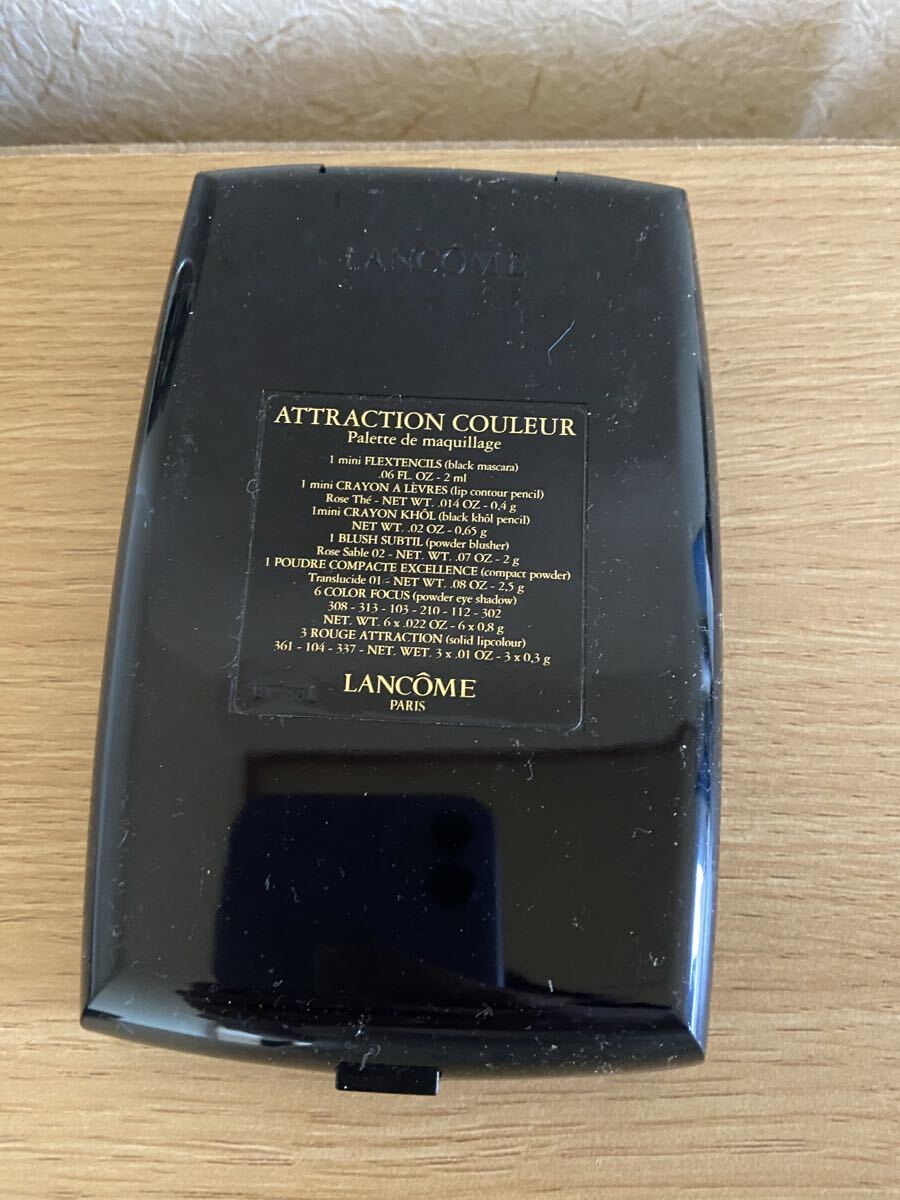 LANCÔME
ATTRACTION COULEUR
Palette de maquillage
1 mini FLEXTENCILS (black mascara)
.06 FL. OZ - 2 ml
1 mini CRAYON A LÈVRES (lip contour pencil)
Rose Thé - NET WT. .014 OZ - 0,4 g
1mini CRAYON KHÔL (black khôl pencil)
NET WT. .02 OZ - 0,65 g
1 BLUSH SUBTIL (powder blusher)
Rose Sable 02 - NET. WT. .07 OZ - 2 g
1 POUDRE COMPACTE EXCELLENCE (compact powder)
Translucide 01 - NET WT. .08 OZ - 2,5 g
6 COLOR FOCUS (powder eye shadow)
308 - 313 - 103 - 210 - 112 - 302
NET. WT. 6 x .022 OZ - 6 x 0,8 g
3 ROUGE ATTRACTION (solid lipcolour)
361 - 104 - 337 - NET. WET. 3 x .01 OZ - 3 x 0,3 g
LANCÔME
PARIS